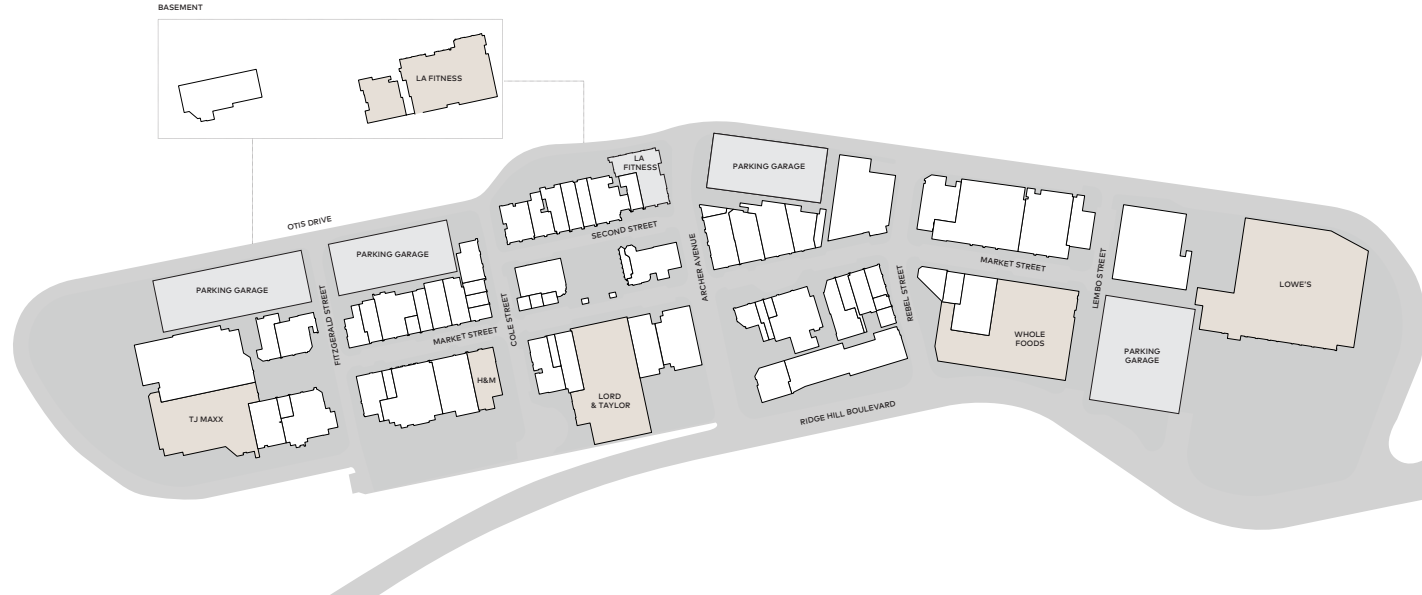 BASEMENT
LA FITNESS
LA
FITNESS
PARKING GARAGE
OTIS DRIVE
SECOND STREET
PARKING GARAGE
MARKET STREET
ARCHER AVENUE
LEMBO STREET
PARKING GARAGE
REBEL STREET
LOWE'S
FITZGERALD STREET
COLE STREET
MARKET STREET
WHOLE
FOODS
PARKING
GARAGE
H&M
LORD
& TAYLOR
TJ MAXX
RIDGE HILL BOULEVARD